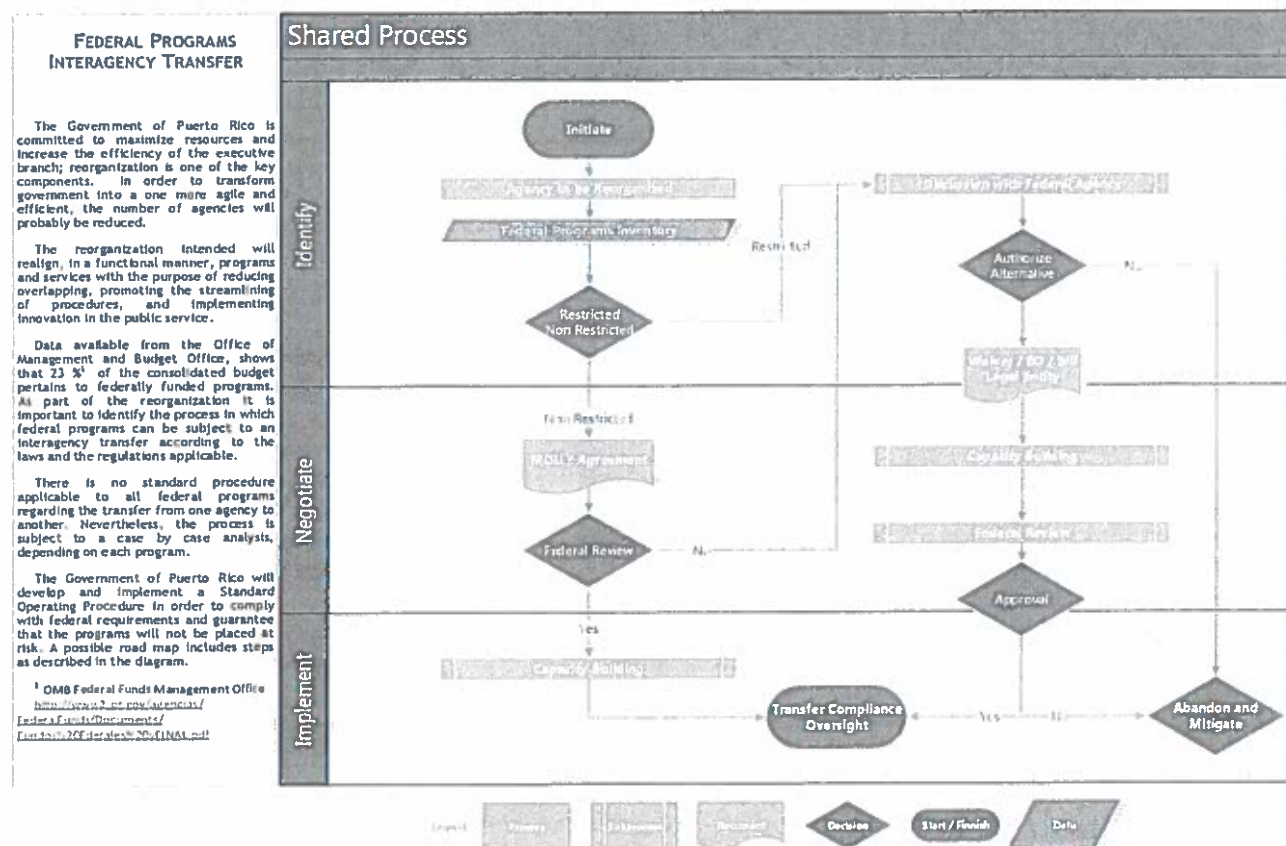 FEDERAL PROGRAMS
INTERAGENCY TRANSFER
The Government of Puerto Rico is
committed to maximize resources and
increase the efficiency of the executive
branch; reorganization is one of the key
components. In order to transform
government into a one more agile and
efficient, the number of agencies will
probably be reduced.
The reorganization intended will
realign, in a functional manner, programs
and services with the purpose of reducing
overlapping, promoting the streamlining
of procedures, and implementing
innovation in the public service.
Data available from the Office of
Management and Budget Office, shows
that 23 %¹ of the consolidated budget
pertains to federally funded programs.
As part of the reorganization it is
important to identify the process in which
federal programs can be subject to an
interagency transfer according to the
laws and the regulations applicable.
There is no standard procedure
applicable to all federal programs
regarding the transfer from one agency to
another. Nevertheless, the process is
subject to a case by case analysis,
depending on each program.
The Government of Puerto Rico will
develop and implement a Standard
Operating Procedure in order to comply
with federal requirements and guarantee
that the programs will not be placed at
risk. A possible road map includes steps
as described in the diagram.
¹ OMB Federal Funds Management Office
Shared Process
Identify
Initiate
Agency to be Reorganized
Discussion with Federal Agency
Federal Programs Inventory
Restricted
Authorize
Alternative
No
Restricted
Non Restricted
Waiver / EO / Bill
Legal Entity
Negotiate
Non Restricted
Agreement
Capacity Building
Federal Review
No
Federal Review
Approval
Implement
Yes
Capacity Building
Transfer Compliance
Oversight
Yes
No
Abandon and
Mitigate
Legend
Process
Document
Decision
Start / Finnish
Data